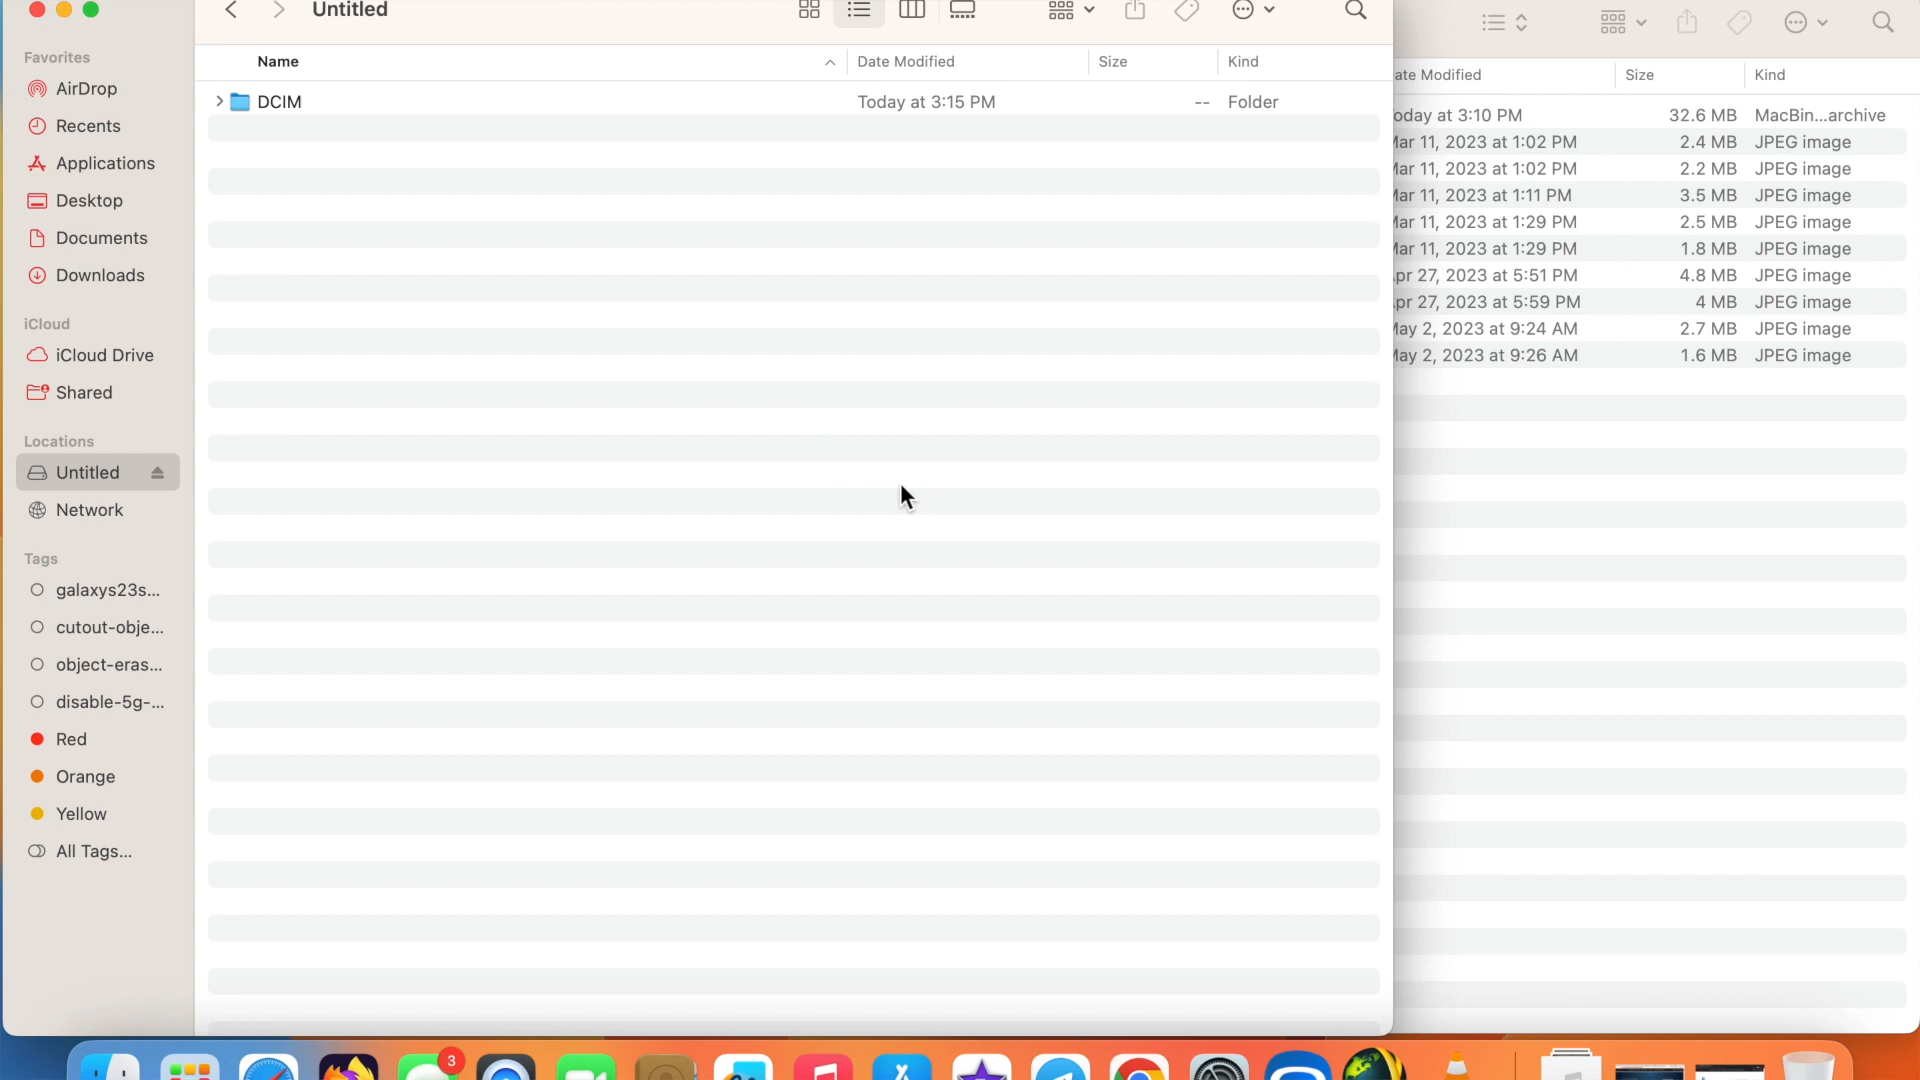 Untitled
Favorites
AirDrop
Recents
Applications
Desktop
Documents
Downloads
iCloud
iCloud Drive
Shared
Locations
Untitled
Network
Tags
galaxys23s...
cutout-obje...
object-eras...
disable-5g-...
Red
Orange
Yellow
All Tags...
Name Date Modified Size Kind
DCIM Today at 3:15 PM -- Folder
ate Modified Size Kind
oday at 3:10 PM 32.6 MB MacBin...archive
Mar 11, 2023 at 1:02 PM 2.4 MB JPEG image
Mar 11, 2023 at 1:02 PM 2.2 MB JPEG image
Mar 11, 2023 at 1:11 PM 3.5 MB JPEG image
Mar 11, 2023 at 1:29 PM 2.5 MB JPEG image
Mar 11, 2023 at 1:29 PM 1.8 MB JPEG image
pr 27, 2023 at 5:51 PM 4.8 MB JPEG image
pr 27, 2023 at 5:59 PM 4 MB JPEG image
May 2, 2023 at 9:24 AM 2.7 MB JPEG image
May 2, 2023 at 9:26 AM 1.6 MB JPEG image
3